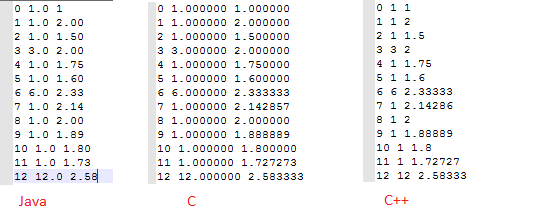 0 1.0 1
1 1.0 2.00
2 1.0 1.50
3 3.0 2.00
4 1.0 1.75
5 1.0 1.60
6 6.0 2.33
7 1.0 2.14
8 1.0 2.00
9 1.0 1.89
10 1.0 1.80
11 1.0 1.73
12 12.0 2.58
Java
0 1.000000 1.000000
1 1.000000 2.000000
2 1.000000 1.500000
3 3.000000 2.000000
4 1.000000 1.750000
5 1.000000 1.600000
6 6.000000 2.333333
7 1.000000 2.142857
8 1.000000 2.000000
9 1.000000 1.888889
10 1.000000 1.800000
11 1.000000 1.727273
12 12.000000 2.583333
C
0 1 1
1 1 2
2 1 1.5
3 3 2
4 1 1.75
5 1 1.6
6 6 2.33333
7 1 2.14286
8 1 2
9 1 1.88889
10 1 1.8
11 1 1.72727
12 12 2.58333
C++